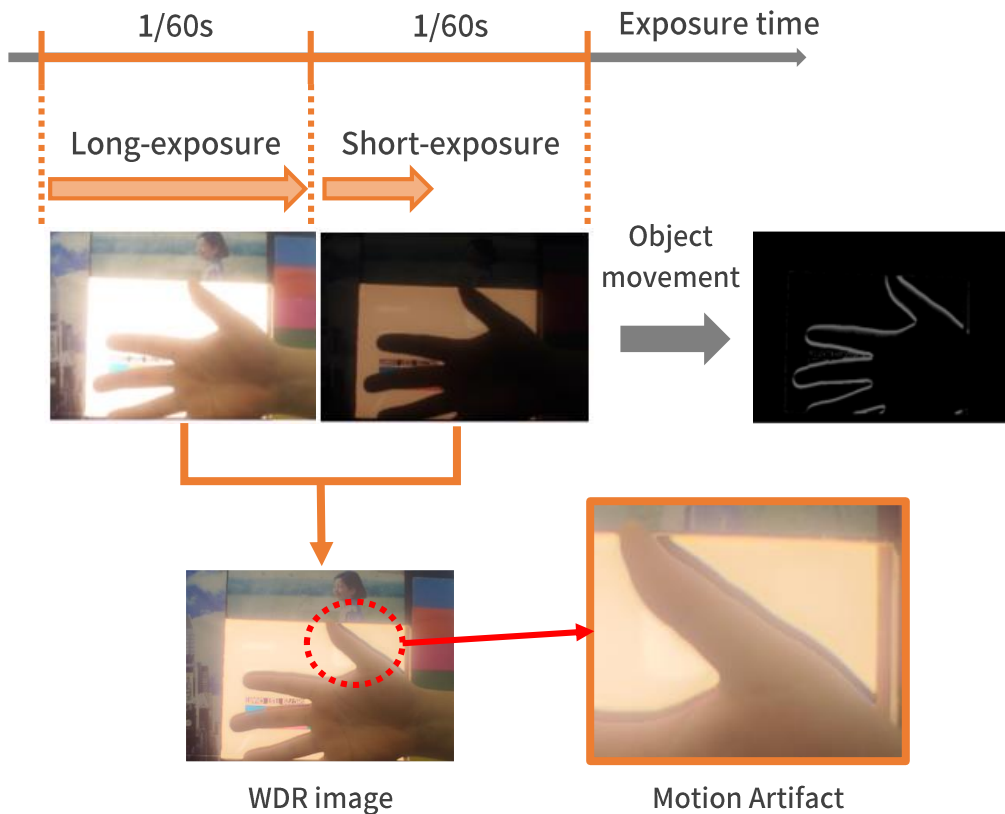 1/60s
1/60s
Exposure time
Long-exposure
Short-exposure
Object
movement
WDR image
Motion Artifact